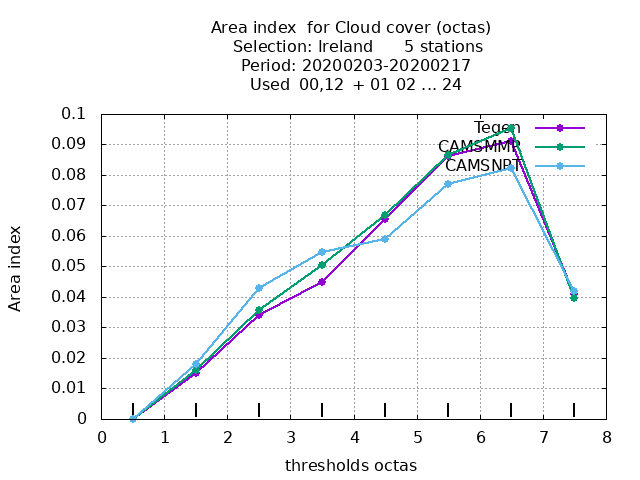 Area index  for Cloud cover (octas)
Selection: Ireland      5 stations
Period: 20200203-20200217
Used  00,12  + 01 02 ... 24
0.1
0.09
0.08
0.07
0.06
0.05
0.04
0.03
0.02
0.01
0
Area index
Tegen
CAMSMMP
CAMSNPT
0 1 2 3 4 5 6 7 8
thresholds octas